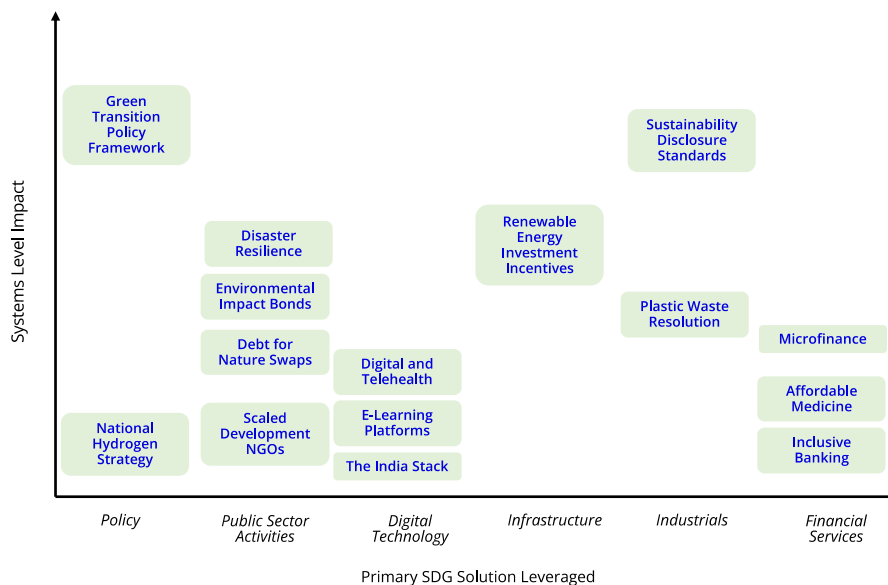 Systems Level Impact
Green
Transition
Policy
Framework
National
Hydrogen
Strategy
Disaster
Resilience
Environmental
Impact Bonds
Debt for
Nature Swaps
Scaled
Development
NGOs
Digital and
Telehealth
E-Learning
Platforms
The India Stack
Renewable
Energy
Investment
Incentives
Sustainability
Disclosure
Standards
Plastic Waste
Resolution
Microfinance
Affordable
Medicine
Inclusive
Banking
Policy
Public Sector
Activities
Digital
Technology
Infrastructure
Industrials
Financial
Services
Primary SDG Solution Leveraged